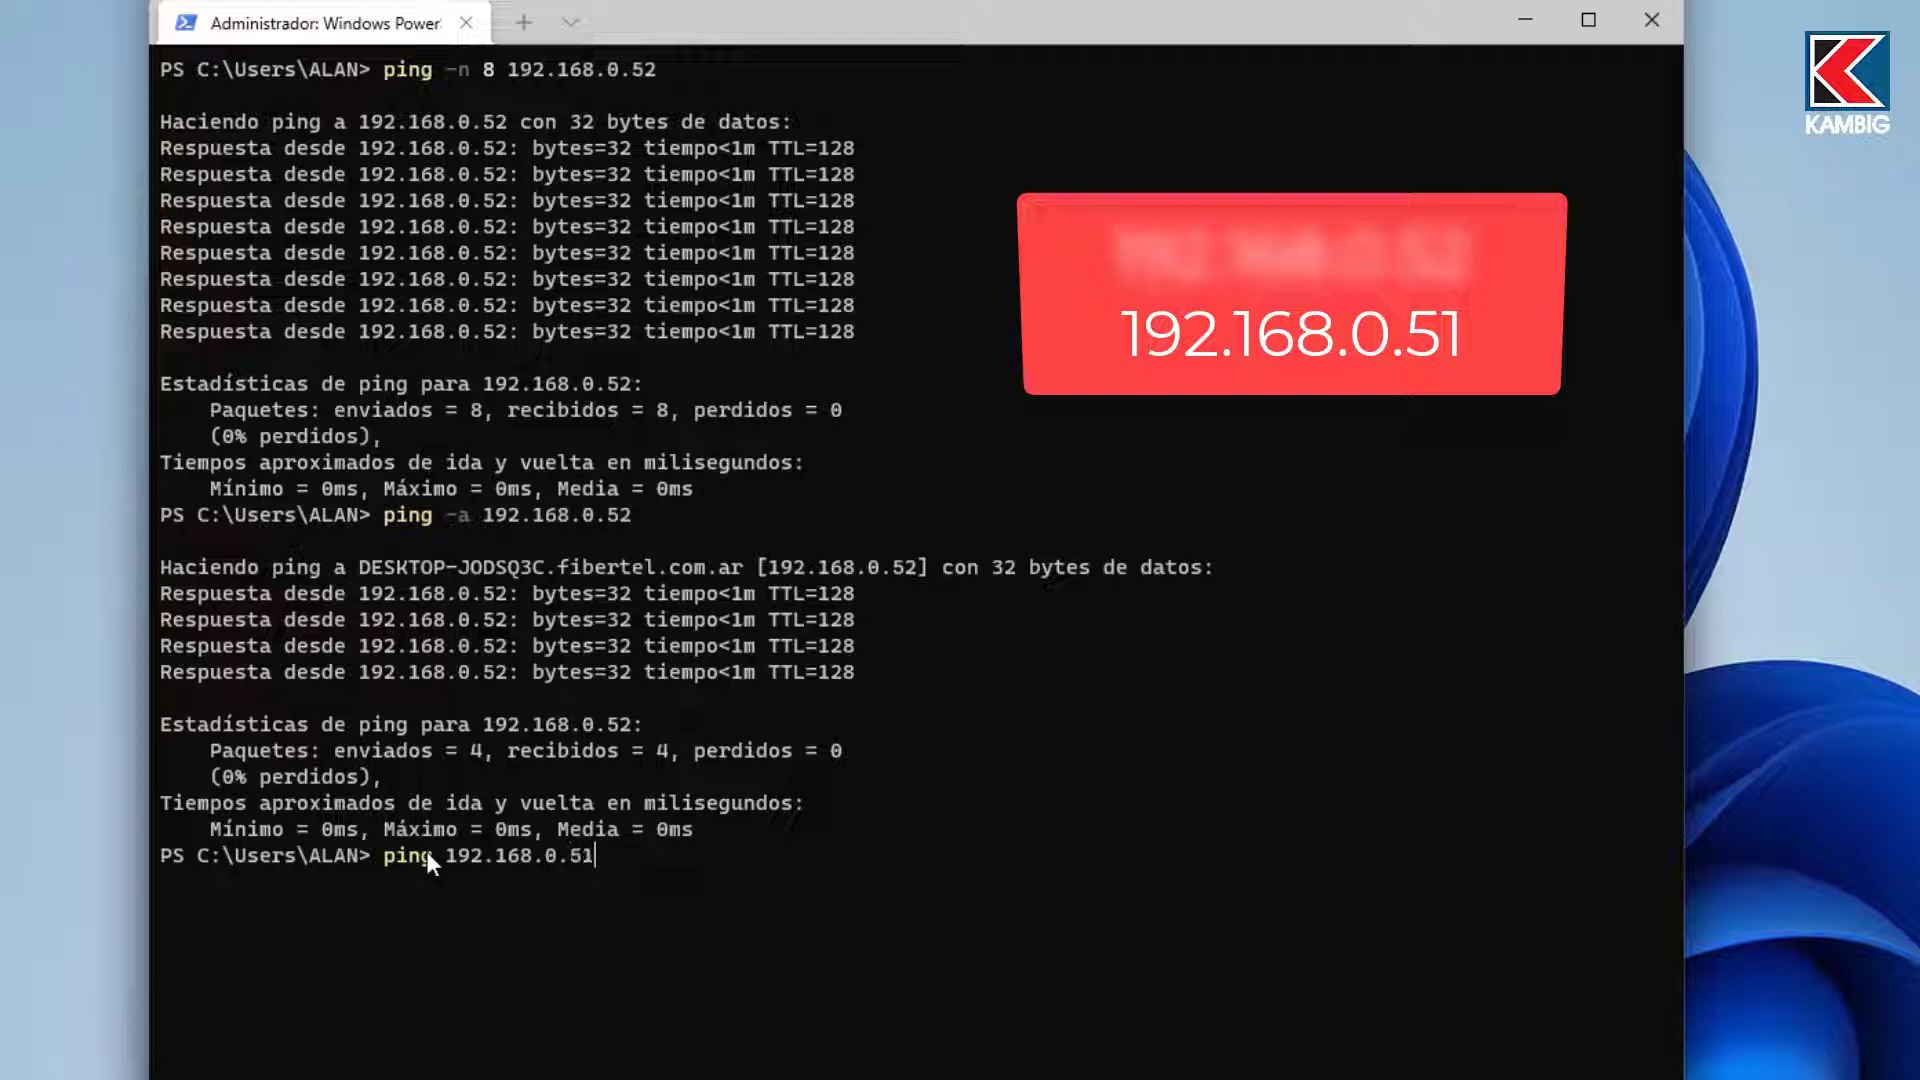 Administrador: Windows Power
PS C:\Users\ALAN> ping -n 8 192.168.0.52
Haciendo ping a 192.168.0.52 con 32 bytes de datos:
Respuesta desde 192.168.0.52: bytes=32 tiempo<1m TTL=128
Respuesta desde 192.168.0.52: bytes=32 tiempo<1m TTL=128
Respuesta desde 192.168.0.52: bytes=32 tiempo<1m TTL=128
Respuesta desde 192.168.0.52: bytes=32 tiempo<1m TTL=128
Respuesta desde 192.168.0.52: bytes=32 tiempo<1m TTL=128
Respuesta desde 192.168.0.52: bytes=32 tiempo<1m TTL=128
Respuesta desde 192.168.0.52: bytes=32 tiempo<1m TTL=128
Respuesta desde 192.168.0.52: bytes=32 tiempo<1m TTL=128
Estadísticas de ping para 192.168.0.52:
Paquetes: enviados = 8, recibidos = 8, perdidos = 0
(0% perdidos),
Tiempos aproximados de ida y vuelta en milisegundos:
Mínimo = 0ms, Máximo = 0ms, Media = 0ms
PS C:\Users\ALAN> ping -a 192.168.0.52
Haciendo ping a DESKTOP-JODSQ3C.fibertel.com.ar [192.168.0.52] con 32 bytes de datos:
Respuesta desde 192.168.0.52: bytes=32 tiempo<1m TTL=128
Respuesta desde 192.168.0.52: bytes=32 tiempo<1m TTL=128
Respuesta desde 192.168.0.52: bytes=32 tiempo<1m TTL=128
Respuesta desde 192.168.0.52: bytes=32 tiempo<1m TTL=128
Estadísticas de ping para 192.168.0.52:
Paquetes: enviados = 4, recibidos = 4, perdidos = 0
(0% perdidos),
Tiempos aproximados de ida y vuelta en milisegundos:
Mínimo = 0ms, Máximo = 0ms, Media = 0ms
PS C:\Users\ALAN> ping 192.168.0.51
192.168.0.52
192.168.0.51
KAMBIG